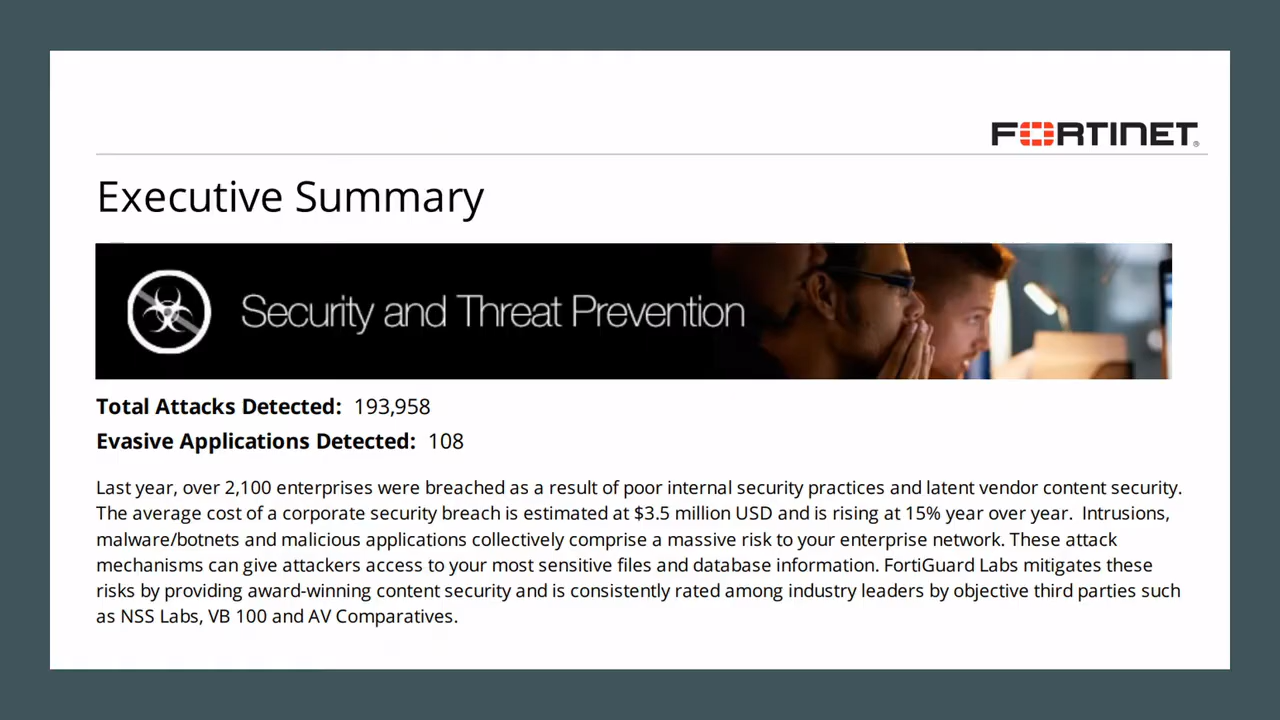 FORTINET®
Executive Summary
Security and Threat Prevention
Total Attacks Detected: 193,958
Evasive Applications Detected: 108
Last year, over 2,100 enterprises were breached as a result of poor internal security practices and latent vendor content security.
The average cost of a corporate security breach is estimated at $3.5 million USD and is rising at 15% year over year.  Intrusions,
malware/botnets and malicious applications collectively comprise a massive risk to your enterprise network. These attack
mechanisms can give attackers access to your most sensitive files and database information. FortiGuard Labs mitigates these
risks by providing award-winning content security and is consistently rated among industry leaders by objective third parties such
as NSS Labs, VB 100 and AV Comparatives.